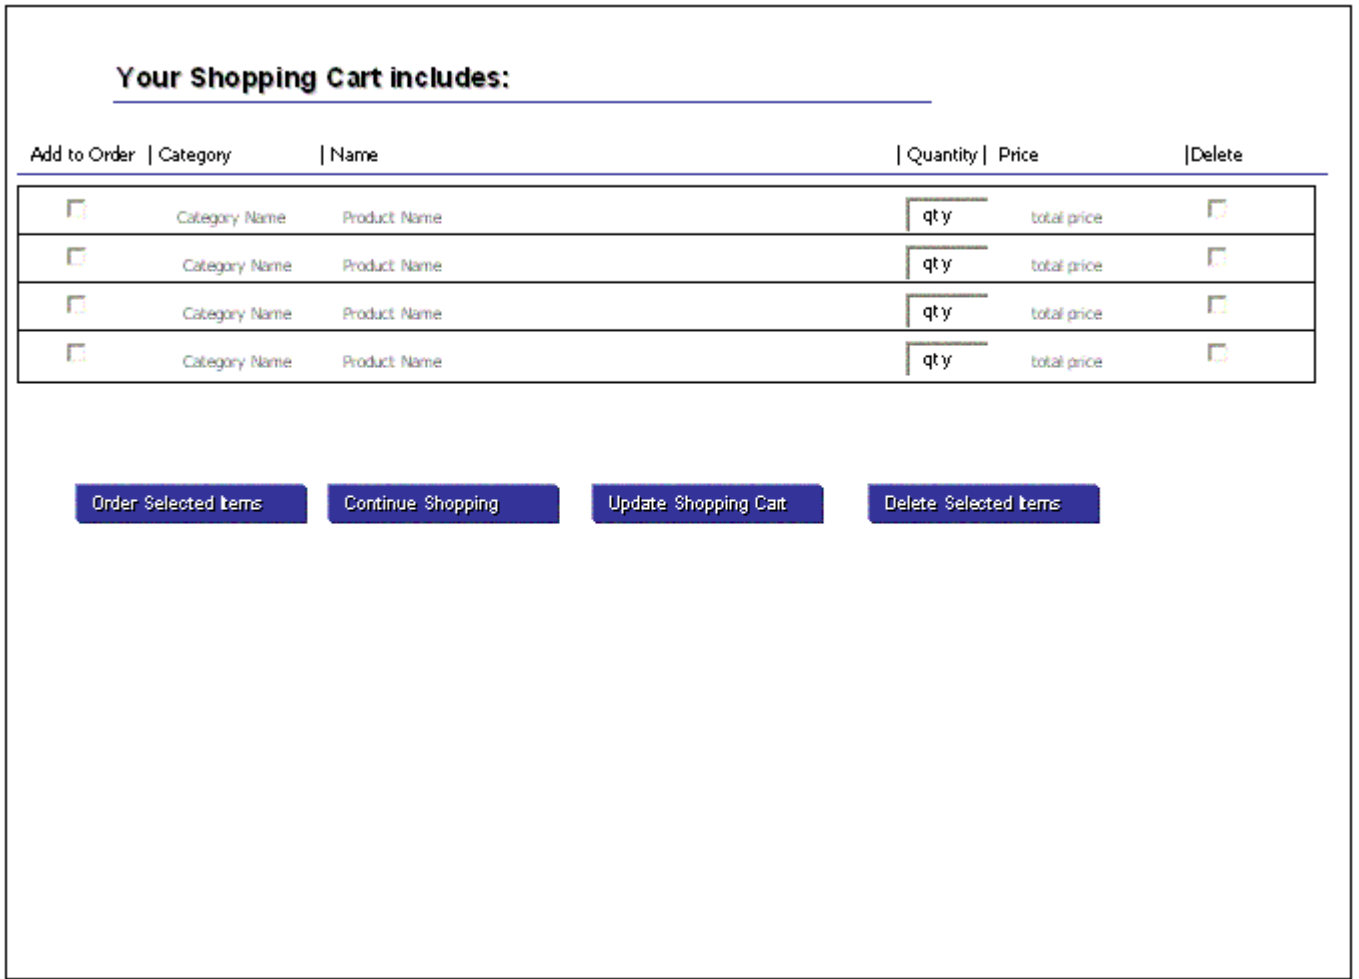 Your Shopping Cart includes:
Add to Order | Category | Name | Quantity | Price |Delete
Category Name Product Name qty total price
Category Name Product Name qty total price
Category Name Product Name qty total price
Category Name Product Name qty total price
Order Selected Items Continue Shopping Update Shopping Cart Delete Selected Items